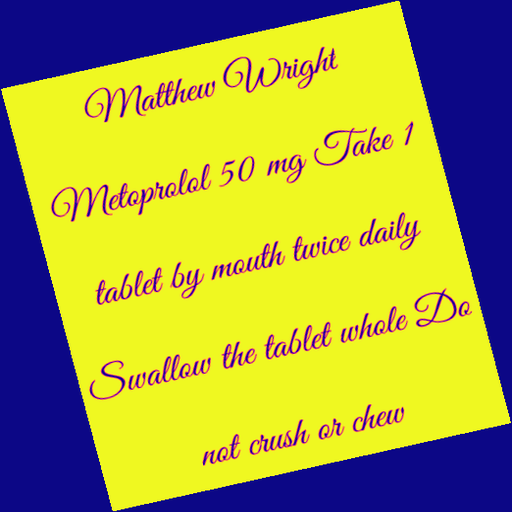 Matthew Wright
Metoprolol 50 mg Take 1
tablet by mouth twice daily
Swallow the tablet whole Do
not crush or chew